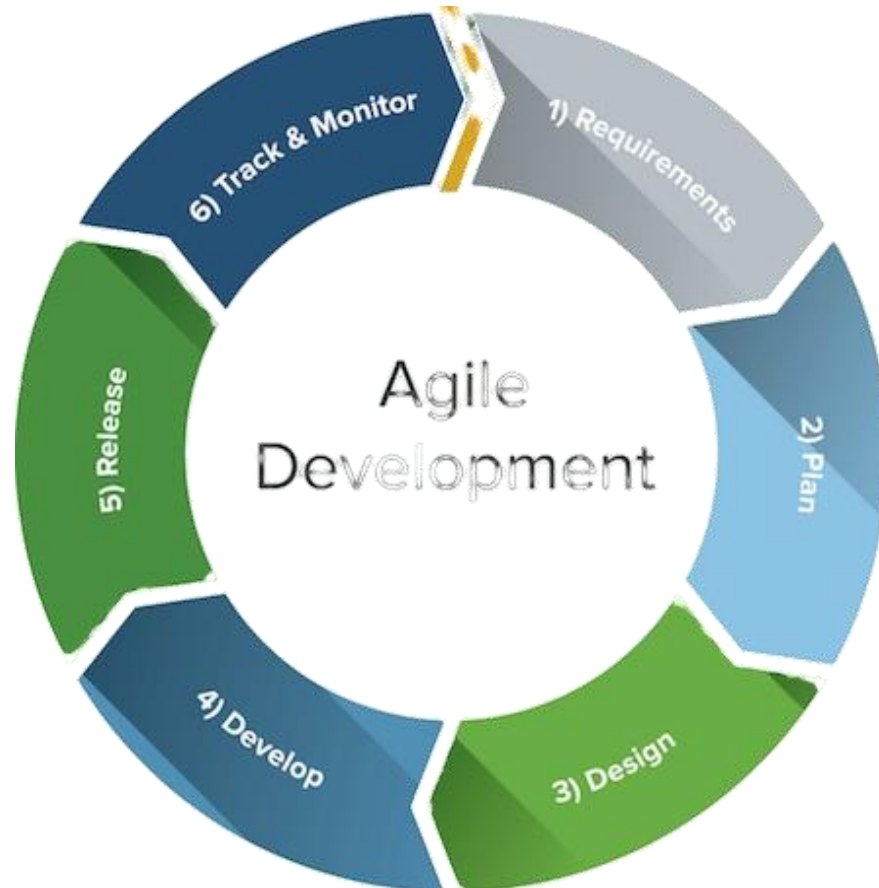 Agile
Development
1) Requirements
2) Plan
3) Design
4) Develop
5) Release
6) Track & Monitor